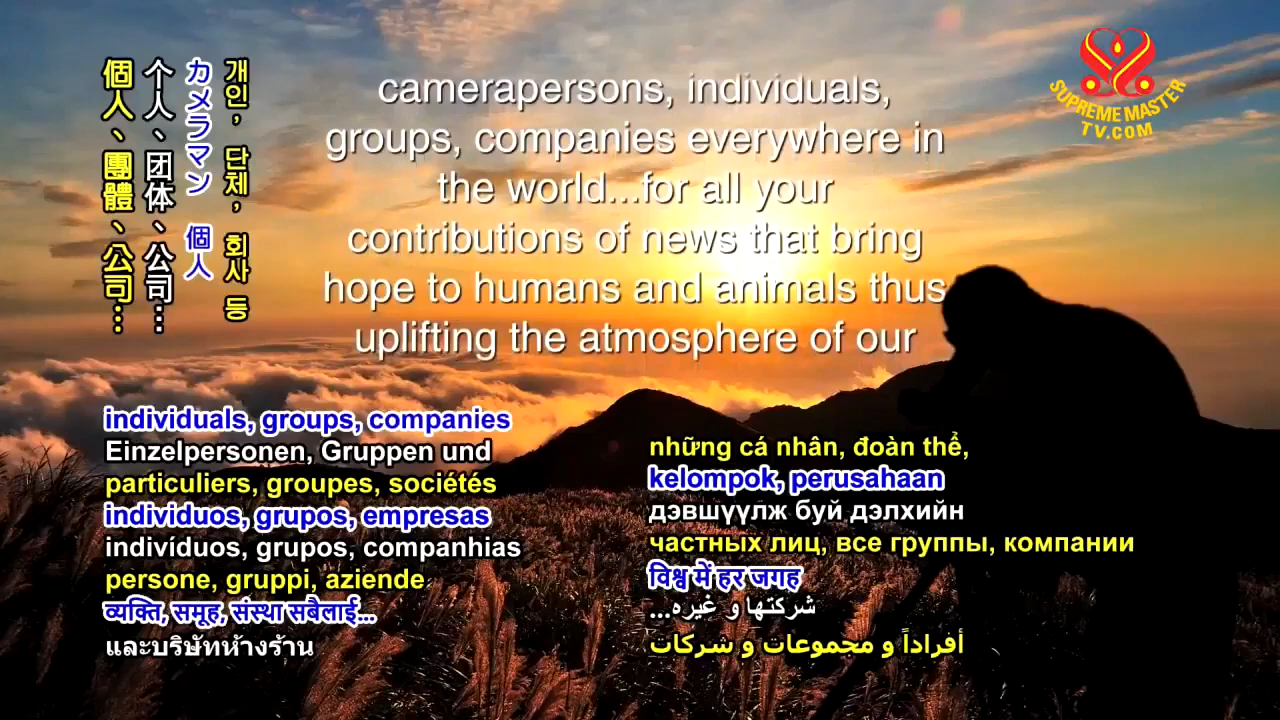 個人、團體、公司…
个人、团体、公司…
カメラマン 個人
개인, 단체, 회사 등
camerapersons, individuals,
groups, companies everywhere in
the world...for all your
contributions of news that bring
hope to humans and animals thus
uplifting the atmosphere of our
SUPREME MASTER
TV.COM
individuals, groups, companies
Einzelpersonen, Gruppen und
particuliers, groupes, sociétés
individuos, grupos, empresas
indivíduos, grupos, companhias
persone, gruppi, aziende
व्यक्ति, समूह, संस्था सबैलाई...
และบริษัทห้างร้าน
những cá nhân, đoàn thể,
kelompok, perusahaan
дэвшүүлж буй дэлхийн
частных лиц, все группы, компании
विश्व में हर जगह
شرکتها و غیره...
أفراداً و مجموعات و شركات